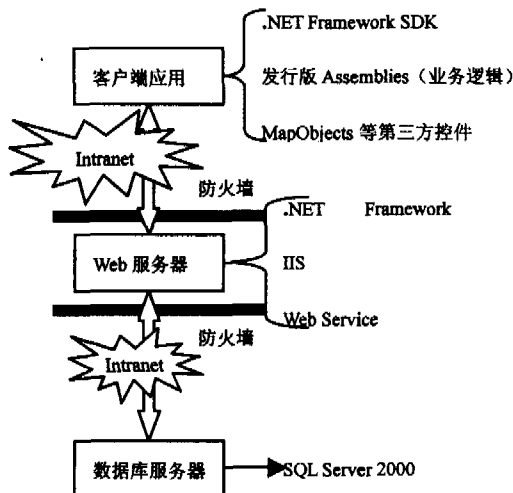 .NET Framework SDK
客户端应用
发行版 Assemblies（业务逻辑）
MapObjects 等第三方控件
Intranet
防火墙
.NET Framework
Web 服务器
IIS
Web Service
防火墙
Intranet
数据库服务器
SQL Server 2000